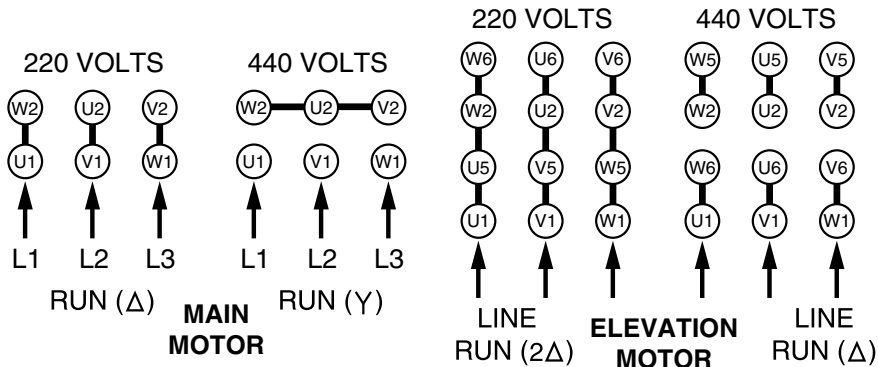 220 VOLTS 440 VOLTS
W2 U2 V2 W2 U2 V2
U1 V1 W1 U1 V1 W1
L1 L2 L3 L1 L2 L3
RUN (Δ) RUN (Y)
MAIN
MOTOR
220 VOLTS 440 VOLTS
W6 U6 V6 W5 U5 V5
W2 U2 V2 W2 U2 V2
U5 V5 W5 W6 U6 V6
U1 V1 W1 U1 V1 W1
LINE LINE
RUN (2Δ) RUN (Δ)
ELEVATION
MOTOR